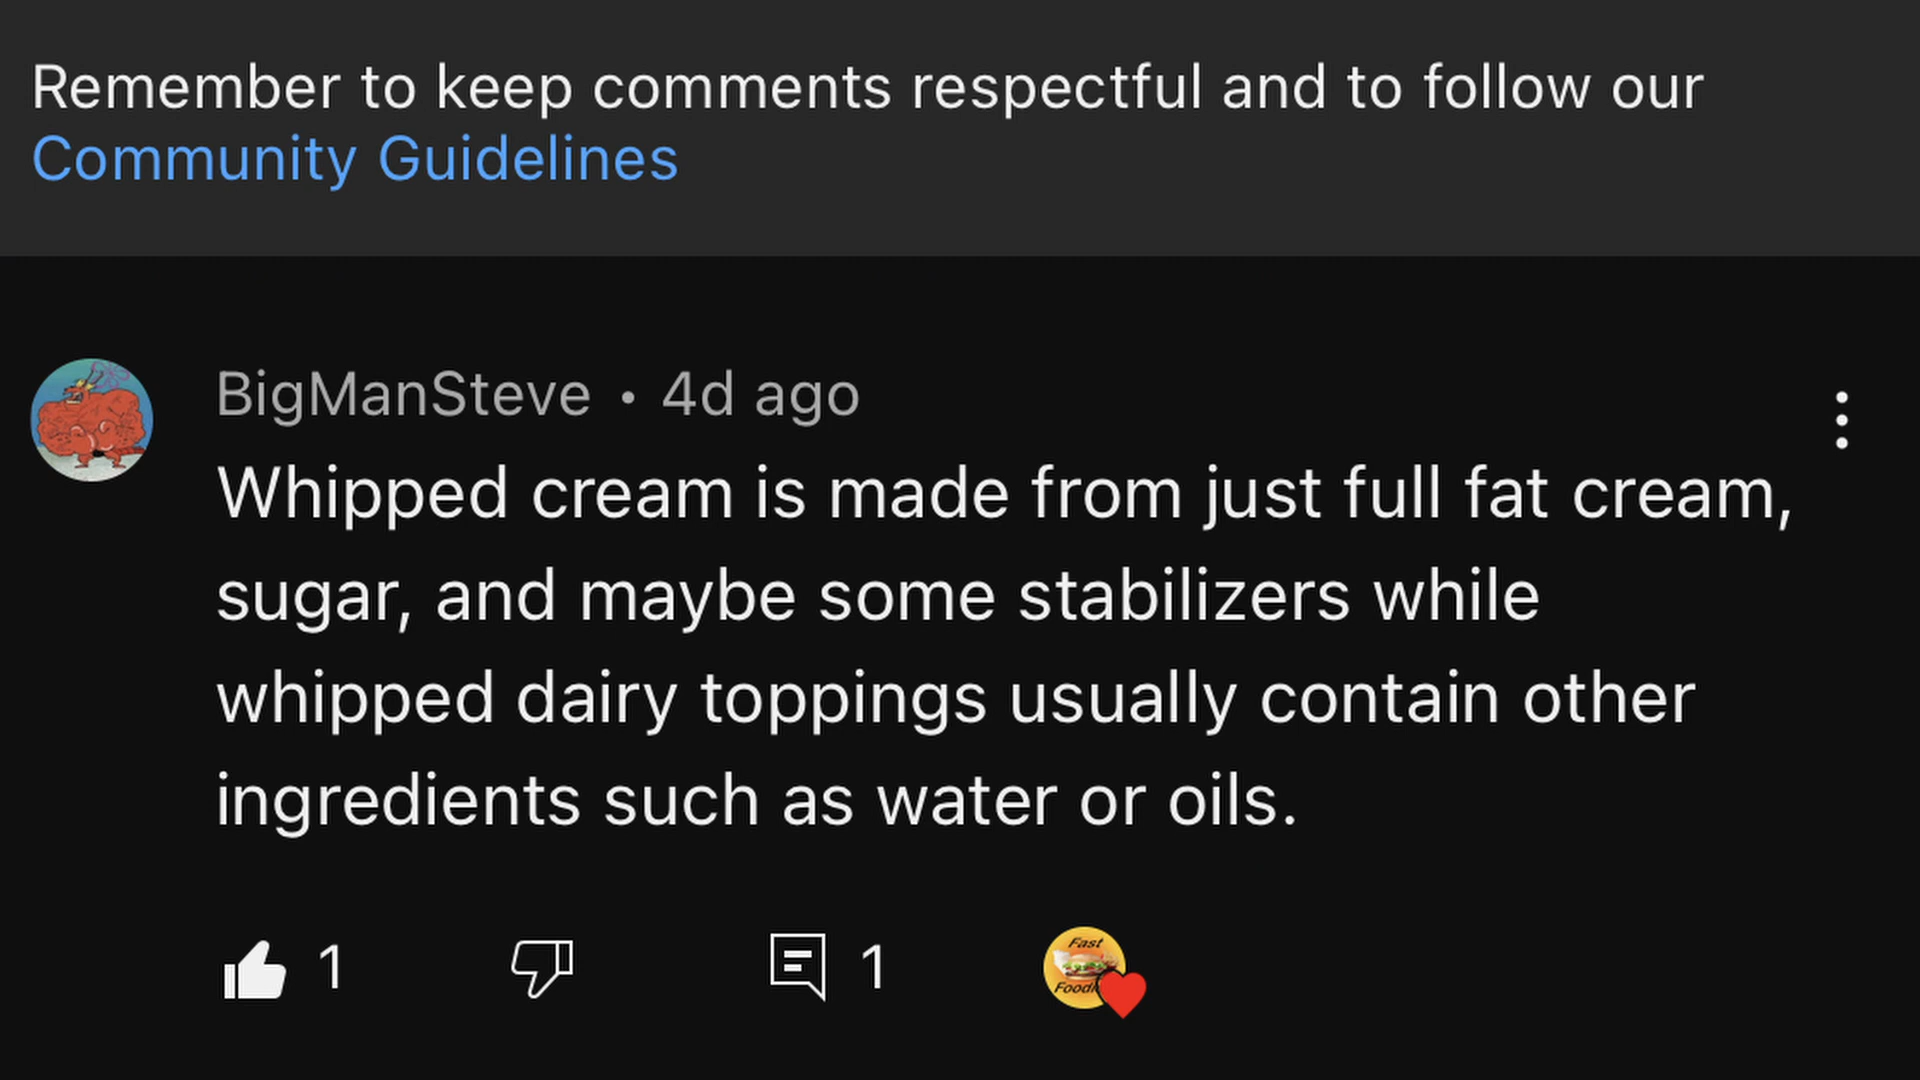 Remember to keep comments respectful and to follow our
Community Guidelines
BigManSteve • 4d ago
Whipped cream is made from just full fat cream,
sugar, and maybe some stabilizers while
whipped dairy toppings usually contain other
ingredients such as water or oils.
1 1
Fast